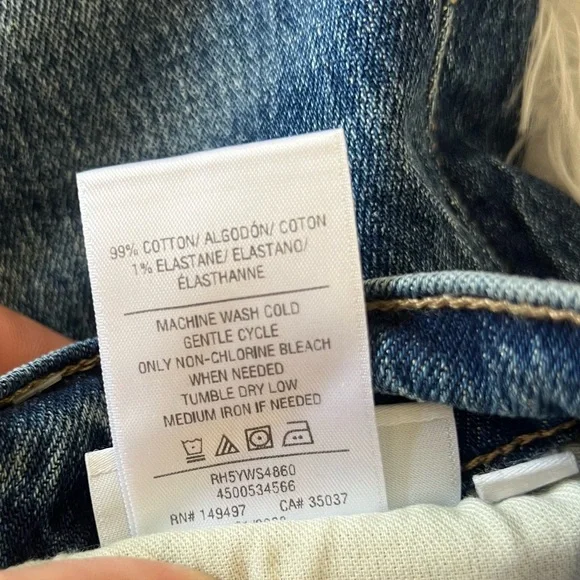 99% COTTON/ ALGODÓN/ COTON
1% ELASTANE/ ELASTANO/
ÉLASTHANNE
MACHINE WASH COLD
GENTLE CYCLE
ONLY NON-CHLORINE BLEACH
WHEN NEEDED
TUMBLE DRY LOW
MEDIUM IRON IF NEEDED
RH5YWS4860
4500534566
RN# 149497 CA# 35037